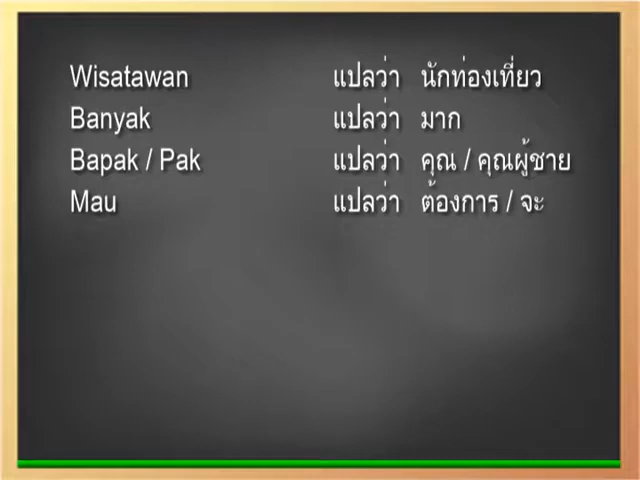 Wisatawan แปลว่า นักท่องเที่ยว
Banyak แปลว่า มาก
Bapak / Pak แปลว่า คุณ / คุณผู้ชาย
Mau แปลว่า ต้องการ / จะ